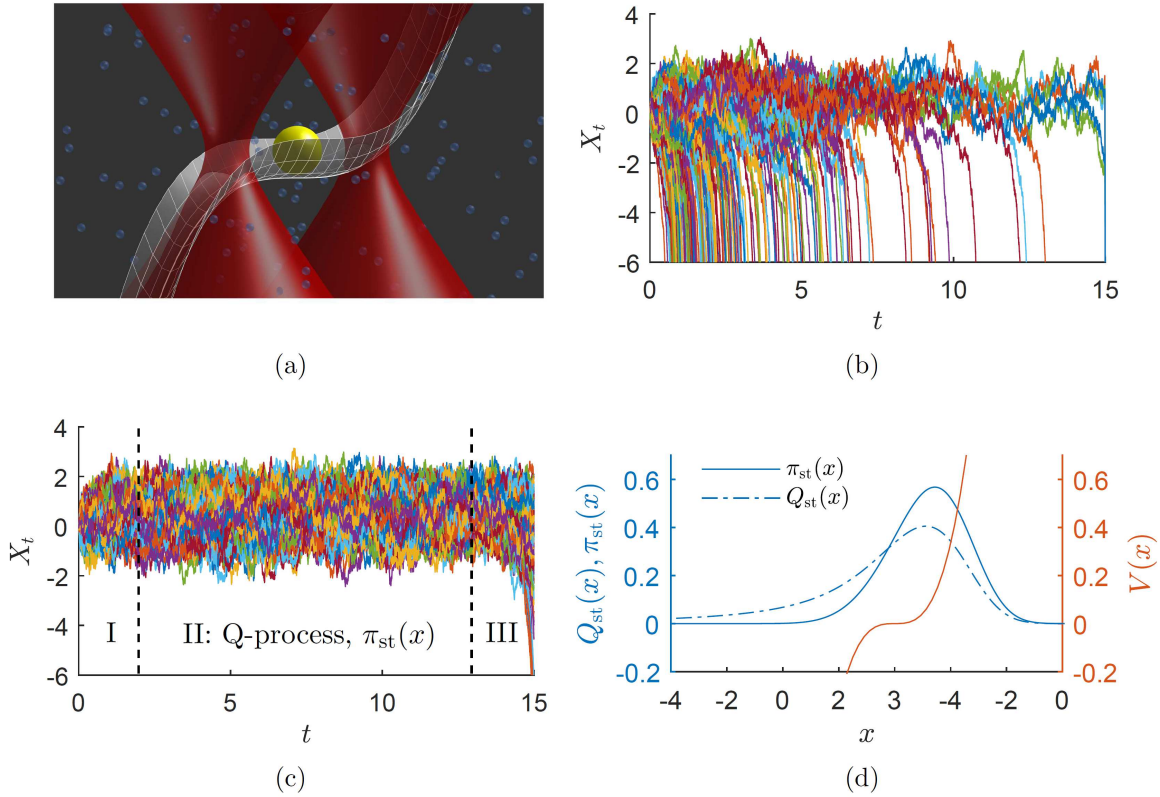 (a)
4
2
0
-2
-4
-6
X_t
0 5 10 15
t
(b)
4
2
0
-2
-4
-6
X_t
I II: Q-process, π_st(x) III
0 5 10 15
t
(c)
Q_st(x), π_st(x)
0.6
0.4
0.2
0
-0.2
π_st(x)
Q_st(x)
0.6
0.4
0.2
0
-0.2
V(x)
-4 -2 0 2 3 -4 -2 0
x
(d)